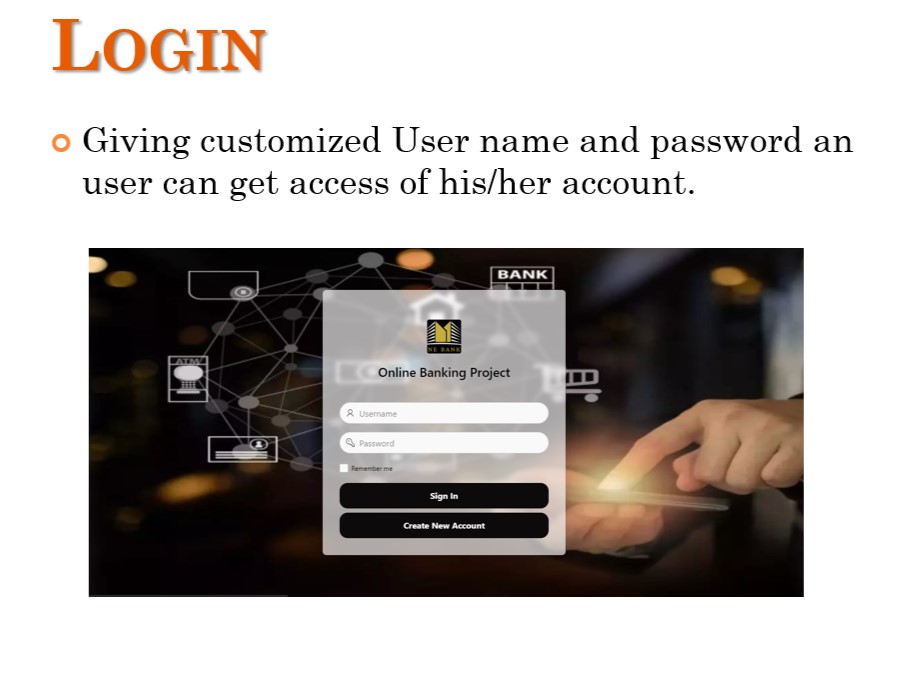 LOGIN
Giving customized User name and password an
user can get access of his/her account.
BANK
ATM
NE BANK
Online Banking Project
Username
Password
Remember me
Sign In
Create New Account